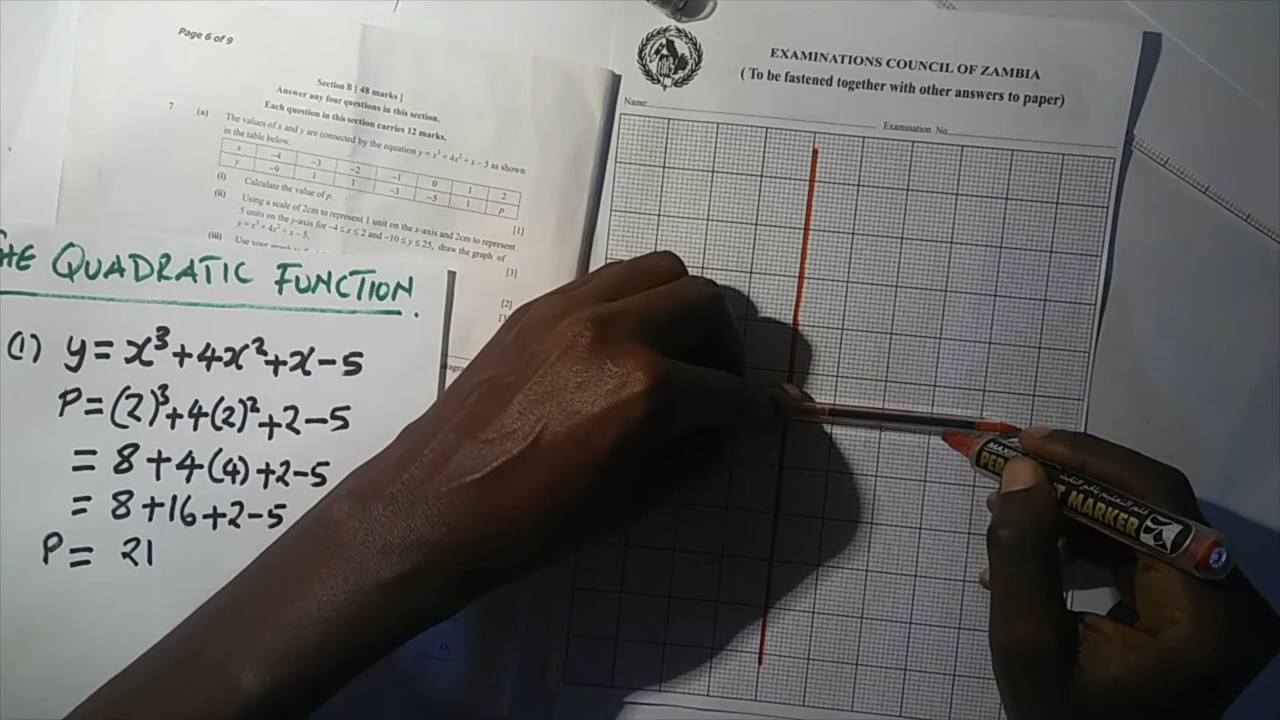 Page 6 of 9
Section B [ 48 marks ]
Answer any four questions in this section.
Each question in this section carries 12 marks.
7 (a) The values of x and y are connected by the equation y = x³ + 4x² + x − 5 as shown
in the table below.
x −4 −3 −2 −1 0 1 2
y −9 1 1 −3 −5 1 p
(i) Calculate the value of p. [1]
(ii) Using a scale of 2cm to represent 1 unit on the x-axis and 2cm to represent
5 units on the y-axis for −4 ≤ x ≤ 2 and −10 ≤ y ≤ 25, draw the graph of
y = x³ + 4x² + x − 5. [3]
(iii) Use your
[2]
HE QUADRATIC FUNCTION.
(i) y = x³ + 4x² + x − 5
P = (2)³ + 4(2)² + 2 − 5
= 8 + 4(4) + 2 − 5
= 8 + 16 + 2 − 5
P = 21
EXAMINATIONS COUNCIL OF ZAMBIA
( To be fastened together with other answers to paper)
Name:
Examination No.
MARKER